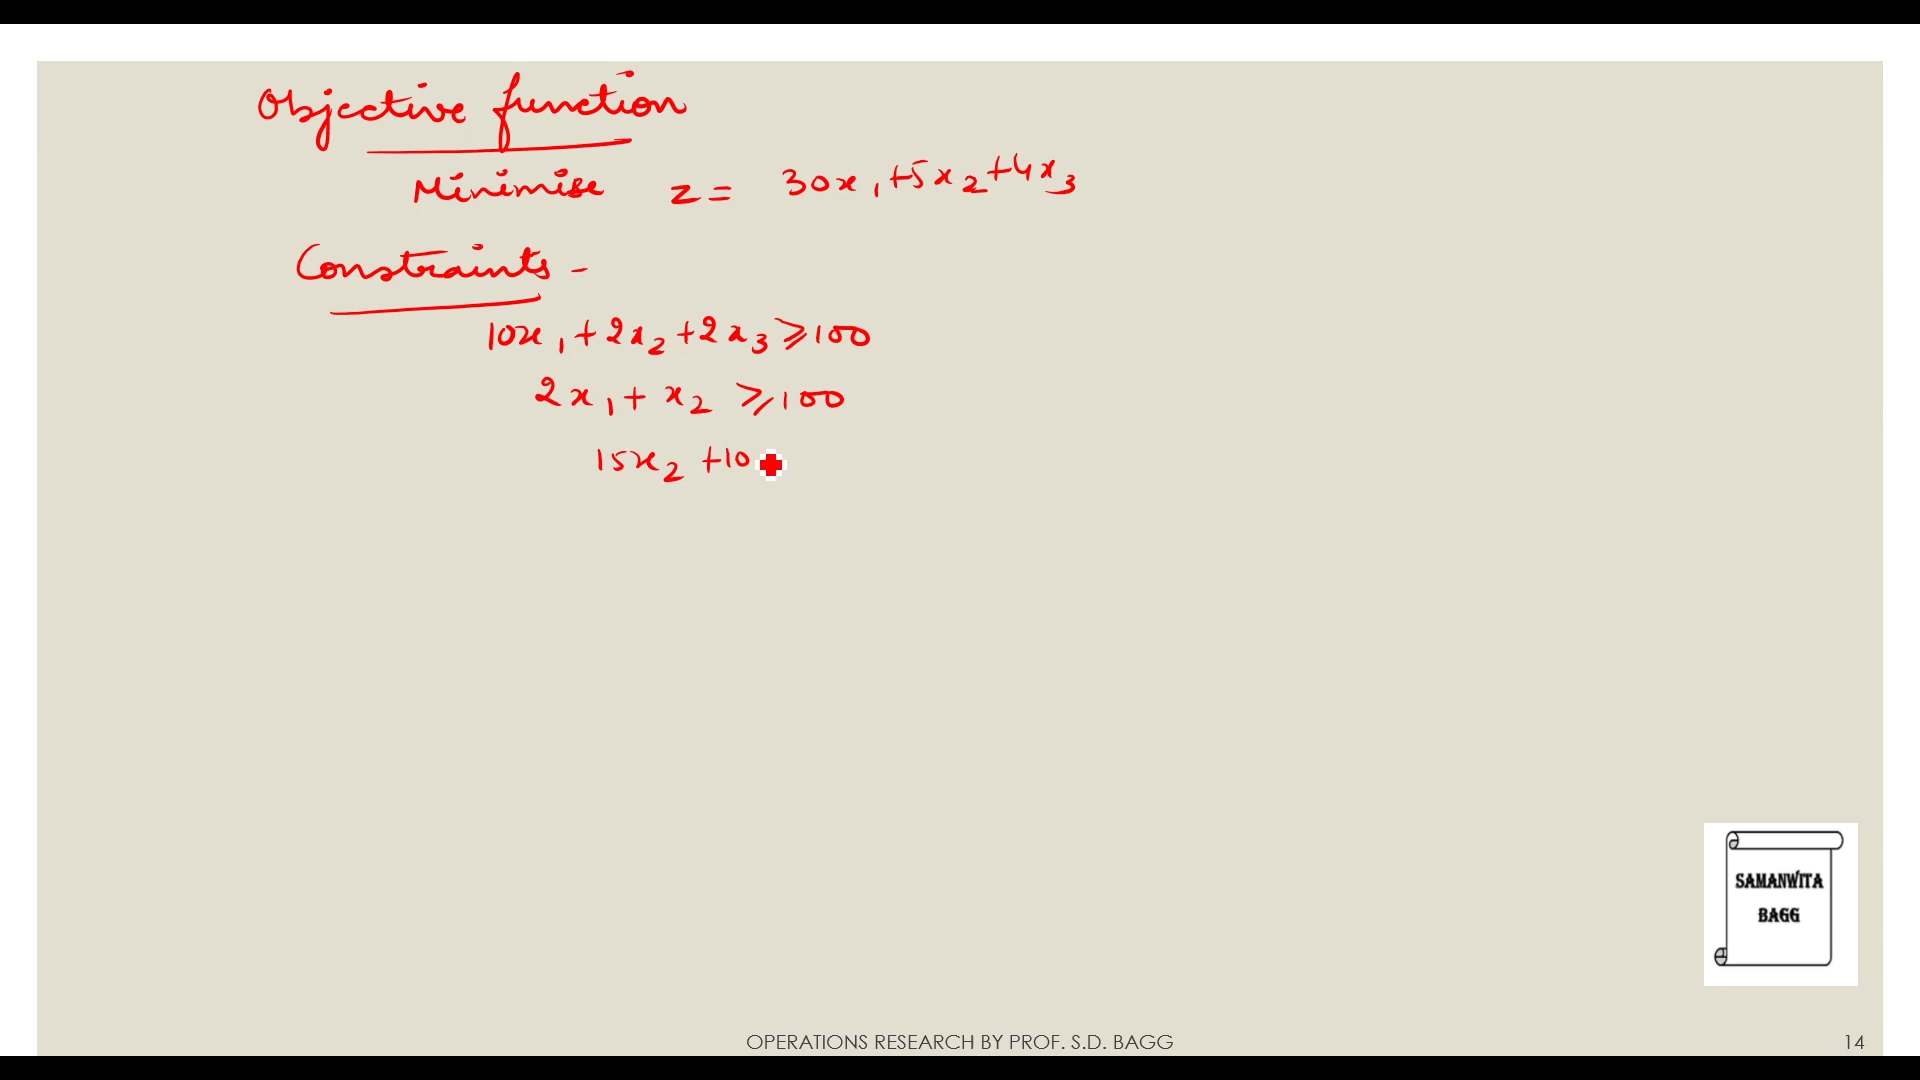 Objective function
Minimise z = 30x₁ + 5x₂ + 4x₃
Constraints -
10x₁ + 2x₂ + 2x₃ ⩾ 100
2x₁ + x₂ ⩾ 100
15x₂ + 10
SAMANWITA
BAGG
OPERATIONS RESEARCH BY PROF. S.D. BAGG
14